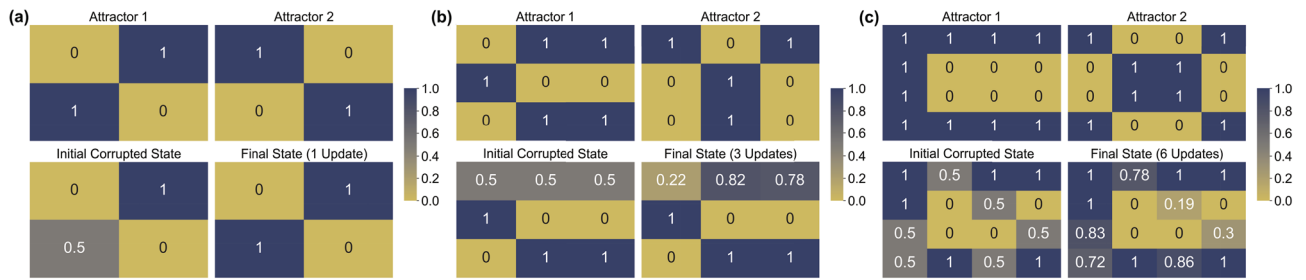 (a)
Attractor 1 Attractor 2
0 1 1 0
1 0 0 1
Initial Corrupted State Final State (1 Update)
0 1 0 1
0.5 0 1 0
1.0
0.8
0.6
0.4
0.2
0.0
(b)
Attractor 1 Attractor 2
0 1 1 1 0 1
1 0 0 0 1 0
0 1 1 0 1 0
Initial Corrupted State Final State (3 Updates)
0.5 0.5 0.5 0.22 0.82 0.78
1 0 0 1 0 0
0 1 1 0 1 1
1.0
0.8
0.6
0.4
0.2
0.0
(c)
Attractor 1 Attractor 2
1 1 1 1 1 0 0 1
1 0 0 0 0 1 1 0
1 0 0 0 0 1 1 0
1 1 1 1 1 0 0 1
Initial Corrupted State Final State (6 Updates)
1 0.5 1 1 1 0.78 1 1
1 0 0.5 0 1 0 0.19 0
0.5 0 0 0.5 0.83 0 0 0.3
0.5 1 0.5 1 0.72 1 0.86 1
1.0
0.8
0.6
0.4
0.2
0.0